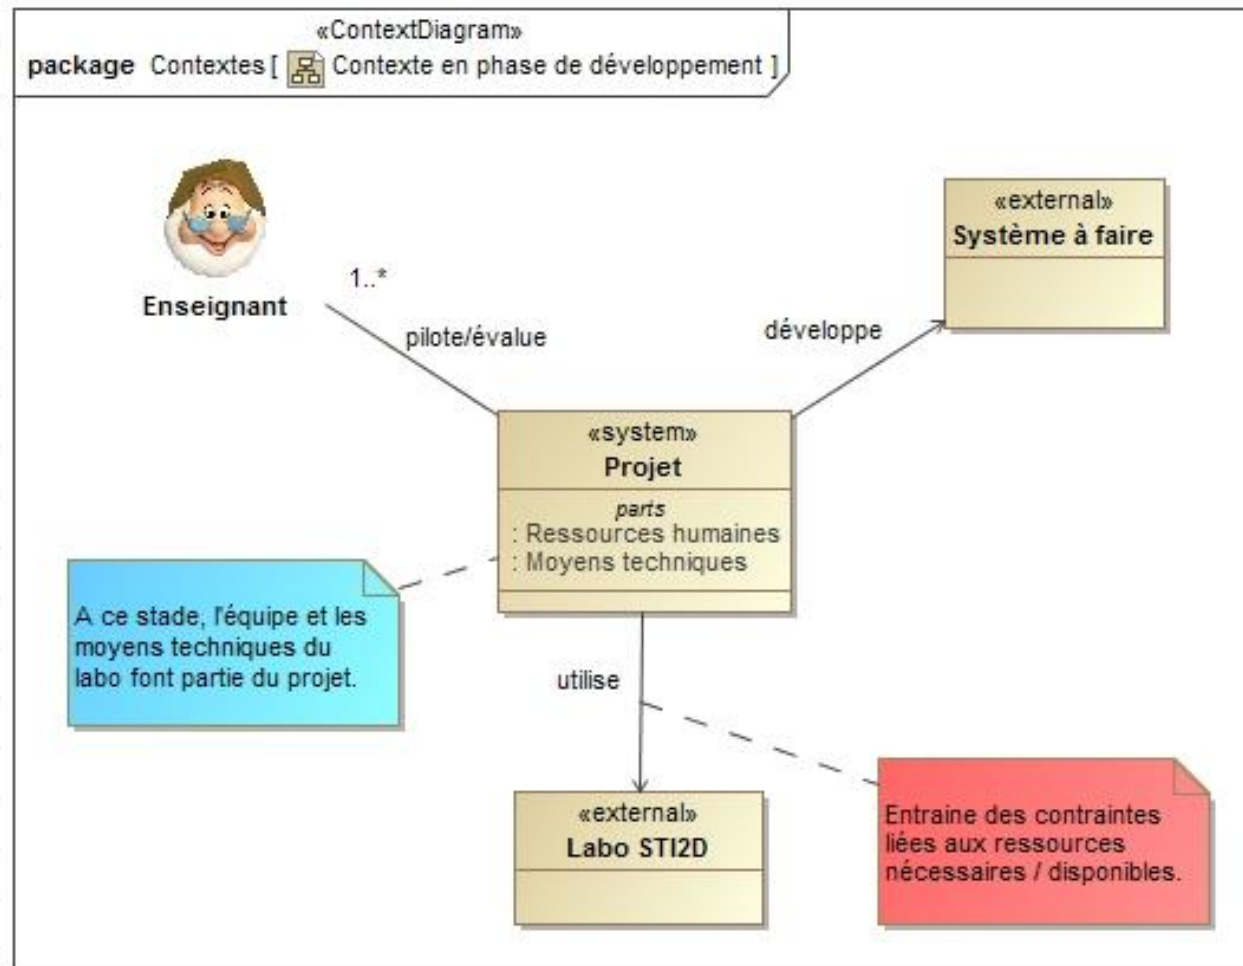 «ContextDiagram»
package Contextes [ Contexte en phase de développement ]
Enseignant
1..*
pilote/évalue
développe
«external»
Système à faire
«system»
Projet
parts
: Ressources humaines
: Moyens techniques
A ce stade, l'équipe et les
moyens techniques du
labo font partie du projet.
utilise
«external»
Labo STI2D
Entraine des contraintes
liées aux ressources
nécessaires / disponibles.